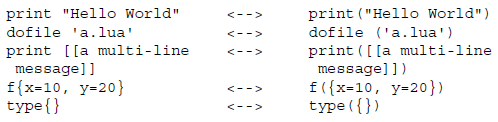 print "Hello World" <--> print("Hello World")
dofile 'a.lua' <--> dofile ('a.lua')
print [[a multi-line <--> print([[a multi-line
message]] message]])
f{x=10, y=20} <--> f({x=10, y=20})
type{} <--> type({})